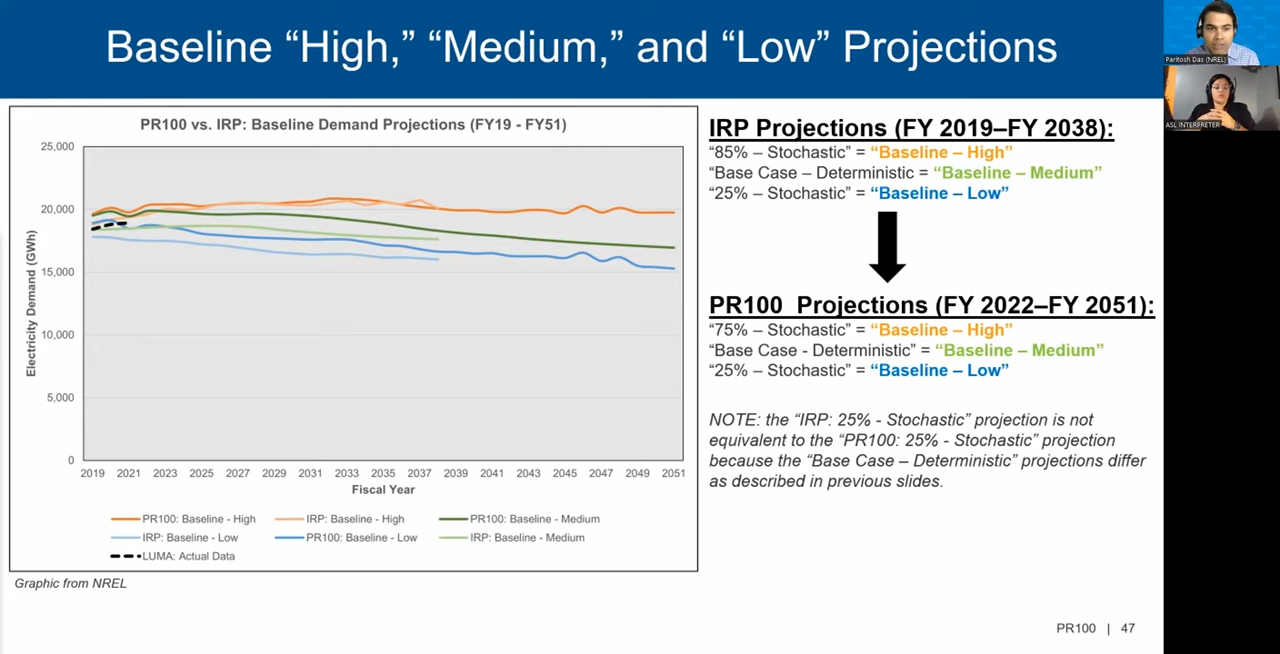 Baseline “High,” “Medium,” and “Low” Projections
Paritosh Das (NREL)
ASL INTERPRETER
PR100 vs. IRP: Baseline Demand Projections (FY19 - FY51)
25,000
20,000
15,000
10,000
5,000
0
Electricity Demand (GWh)
2019 2021 2023 2025 2027 2029 2031 2033 2035 2037 2039 2041 2043 2045 2047 2049 2051
Fiscal Year
PR100: Baseline - High IRP: Baseline - High PR100: Baseline - Medium
IRP: Baseline - Low PR100: Baseline - Low IRP: Baseline - Medium
LUMA: Actual Data
Graphic from NREL
IRP Projections (FY 2019–FY 2038):
“85% – Stochastic” = “Baseline – High”
“Base Case – Deterministic = “Baseline – Medium”
“25% – Stochastic” = “Baseline – Low”
PR100 Projections (FY 2022–FY 2051):
“75% – Stochastic” = “Baseline – High”
“Base Case - Deterministic” = “Baseline – Medium”
“25% – Stochastic” = “Baseline – Low”
NOTE: the “IRP: 25% - Stochastic” projection is not
equivalent to the “PR100: 25% - Stochastic” projection
because the “Base Case – Deterministic” projections differ
as described in previous slides.
PR100 | 47